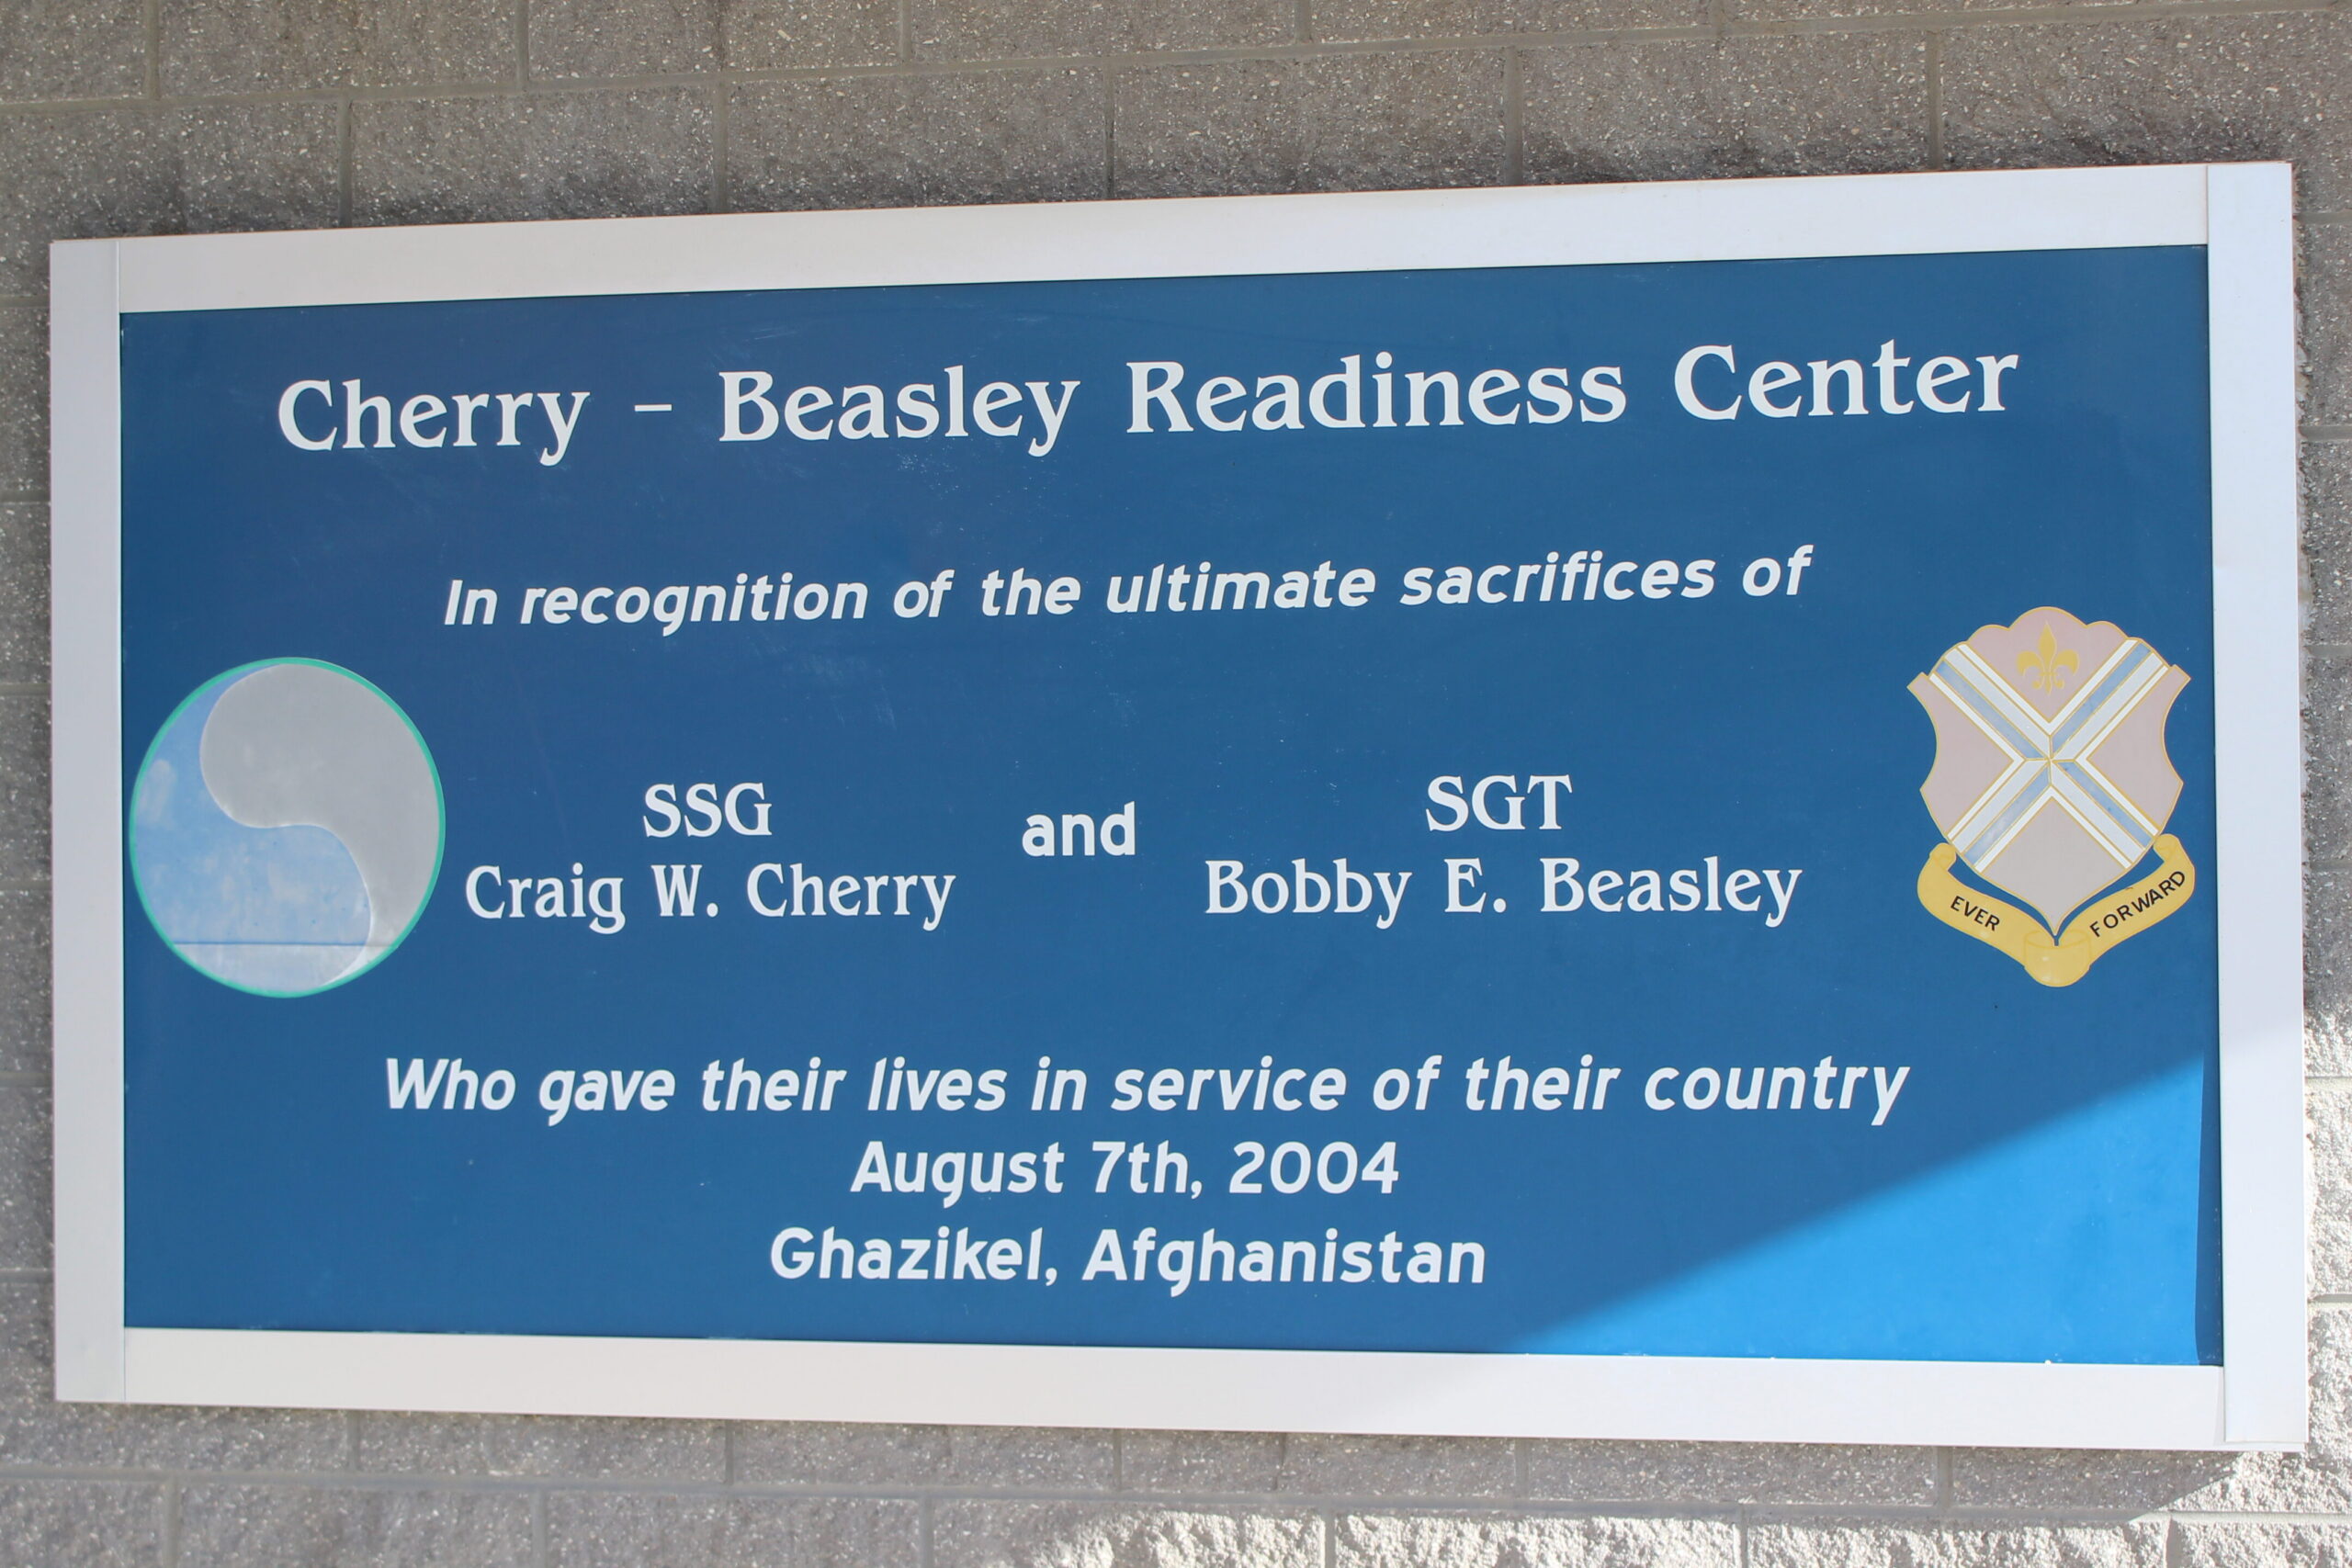 Cherry – Beasley Readiness Center
In recognition of the ultimate sacrifices of
SSG
Craig W. Cherry
and
SGT
Bobby E. Beasley
EVER FORWARD
Who gave their lives in service of their country
August 7th, 2004
Ghazikel, Afghanistan